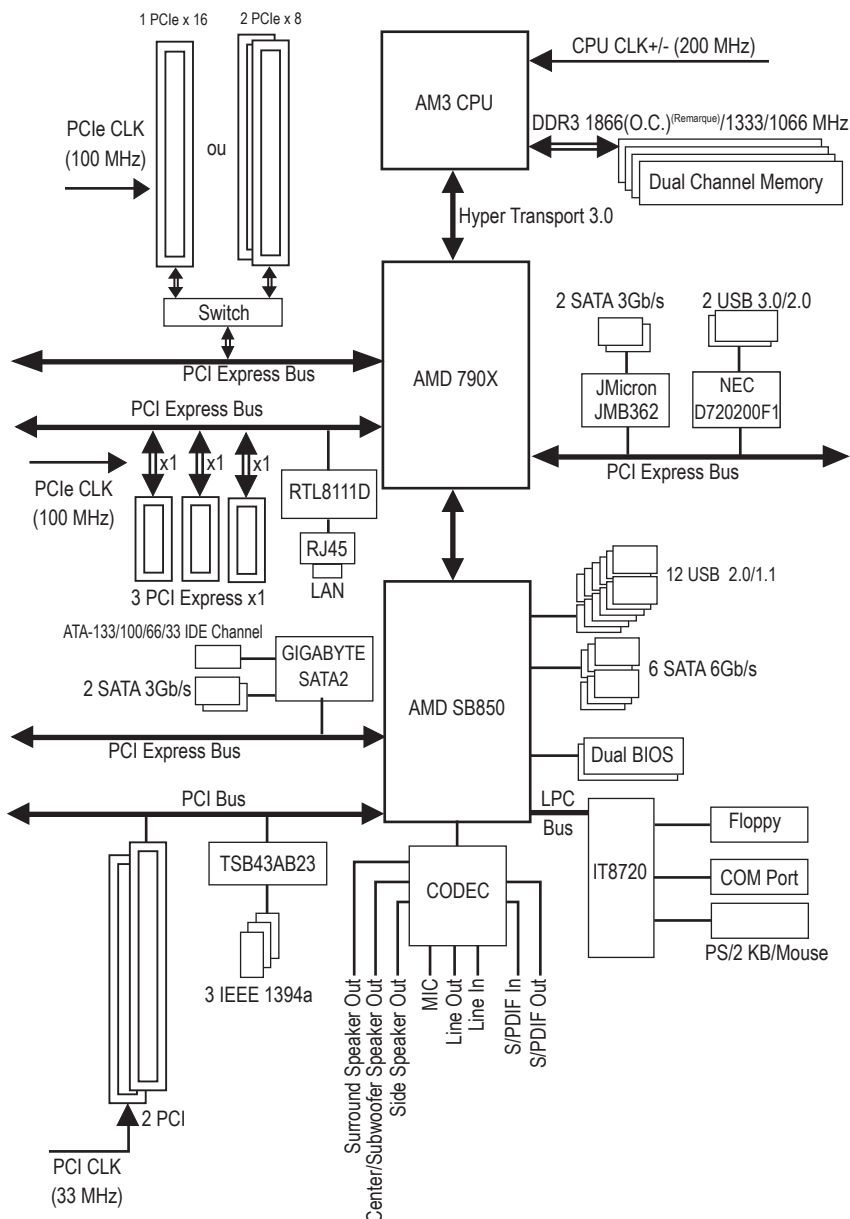 1 PCIe x 16
2 PCIe x 8
CPU CLK+/- (200 MHz)
AM3 CPU
DDR3 1866(O.C.)(Remarque)/1333/1066 MHz
PCIe CLK
(100 MHz)
ou
Dual Channel Memory
Hyper Transport 3.0
Switch
2 SATA 3Gb/s
2 USB 3.0/2.0
PCI Express Bus
AMD 790X
JMicron
JMB362
NEC
D720200F1
PCI Express Bus
x1
x1
x1
PCI Express Bus
PCIe CLK
(100 MHz)
RTL8111D
RJ45
LAN
3 PCI Express x1
12 USB 2.0/1.1
ATA-133/100/66/33 IDE Channel
GIGABYTE
SATA2
2 SATA 3Gb/s
6 SATA 6Gb/s
AMD SB850
PCI Express Bus
Dual BIOS
PCI Bus
LPC
Bus
Floppy
TSB43AB23
CODEC
IT8720
COM Port
PS/2 KB/Mouse
3 IEEE 1394a
Surround Speaker Out
Center/Subwoofer Speaker Out
Side Speaker Out
MIC
Line Out
Line In
S/PDIF In
S/PDIF Out
2 PCI
PCI CLK
(33 MHz)